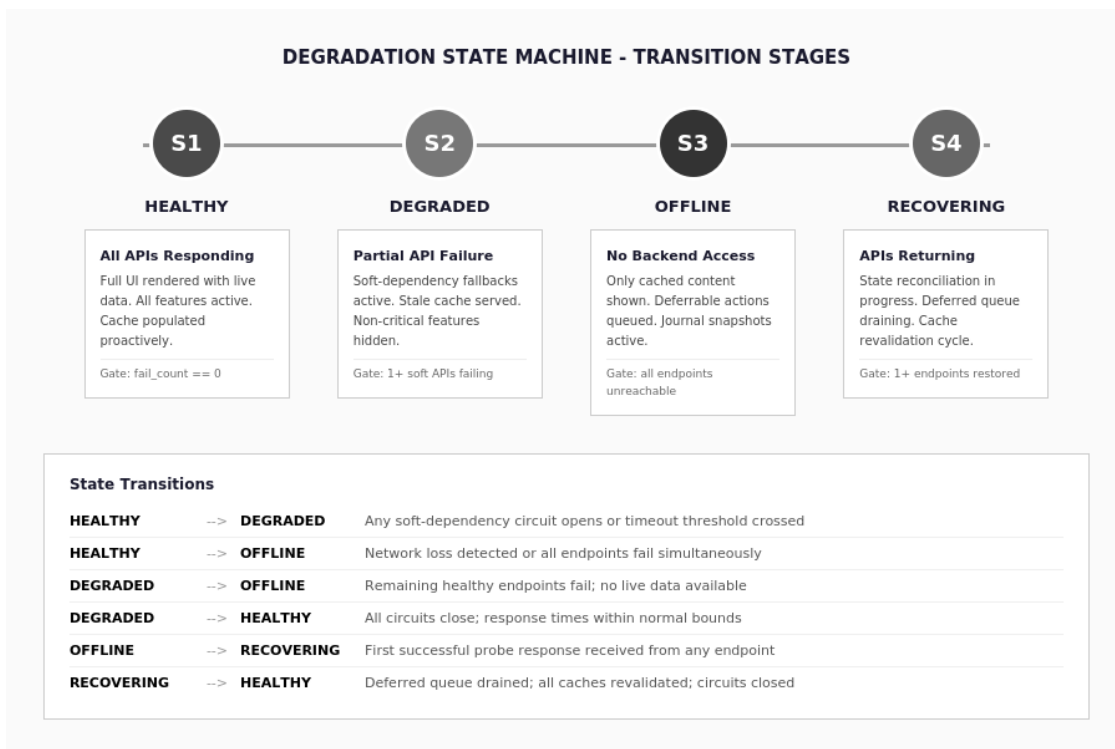 DEGRADATION STATE MACHINE - TRANSITION STAGES
S1
S2
S3
S4
HEALTHY
DEGRADED
OFFLINE
RECOVERING
All APIs Responding
Full UI rendered with live
data. All features active.
Cache populated
proactively.
Gate: fail_count == 0
Partial API Failure
Soft-dependency fallbacks
active. Stale cache served.
Non-critical features
hidden.
Gate: 1+ soft APIs failing
No Backend Access
Only cached content
shown. Deferrable actions
queued. Journal snapshots
active.
Gate: all endpoints
unreachable
APIs Returning
State reconciliation in
progress. Deferred queue
draining. Cache
revalidation cycle.
Gate: 1+ endpoints restored
State Transitions
HEALTHY --> DEGRADED Any soft-dependency circuit opens or timeout threshold crossed
HEALTHY --> OFFLINE Network loss detected or all endpoints fail simultaneously
DEGRADED --> OFFLINE Remaining healthy endpoints fail; no live data available
DEGRADED --> HEALTHY All circuits close; response times within normal bounds
OFFLINE --> RECOVERING First successful probe response received from any endpoint
RECOVERING --> HEALTHY Deferred queue drained; all caches revalidated; circuits closed